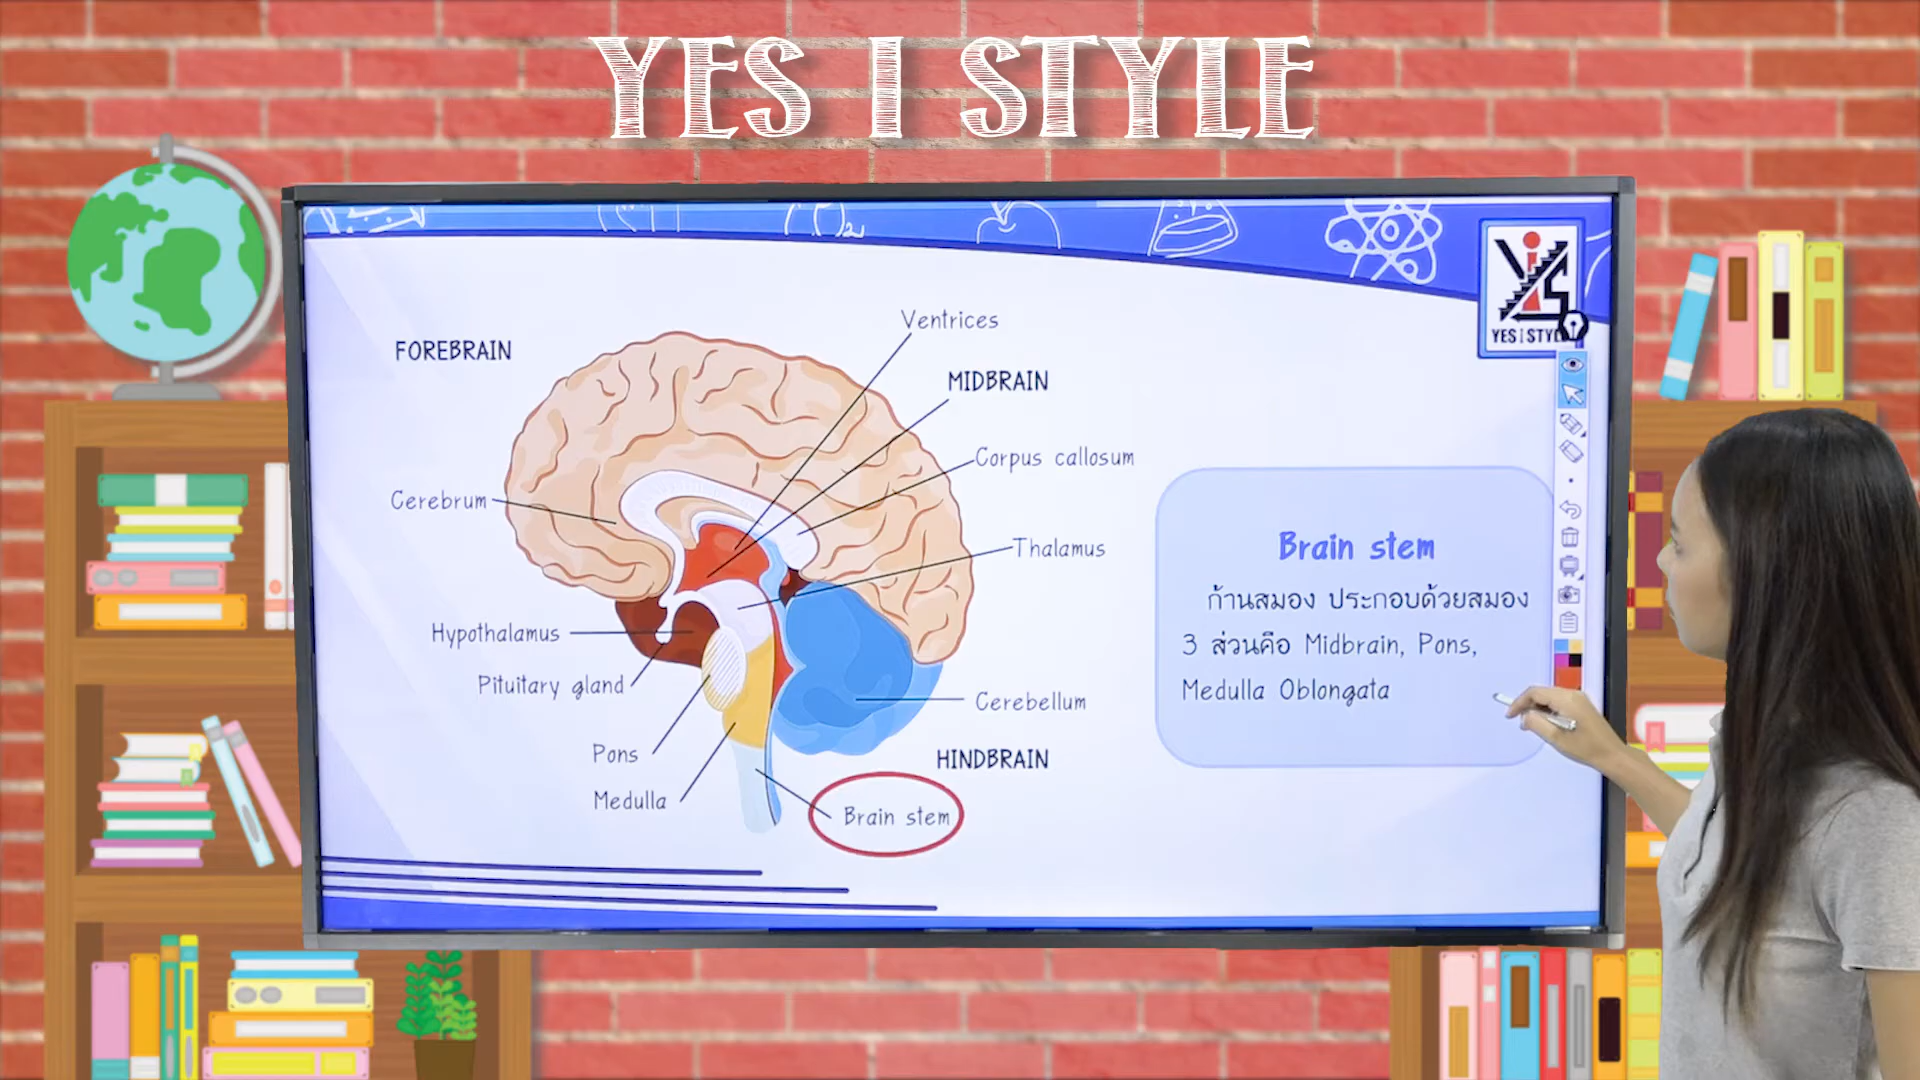 YES I STYLE
YES I STYLE
FOREBRAIN
Ventrices
MIDBRAIN
Corpus callosum
Cerebrum
Thalamus
Hypothalamus
Pituitary gland
Cerebellum
Pons
HINDBRAIN
Medulla
Brain stem
Brain stem
ก้านสมอง ประกอบด้วยสมอง
3 ส่วนคือ Midbrain, Pons,
Medulla Oblongata